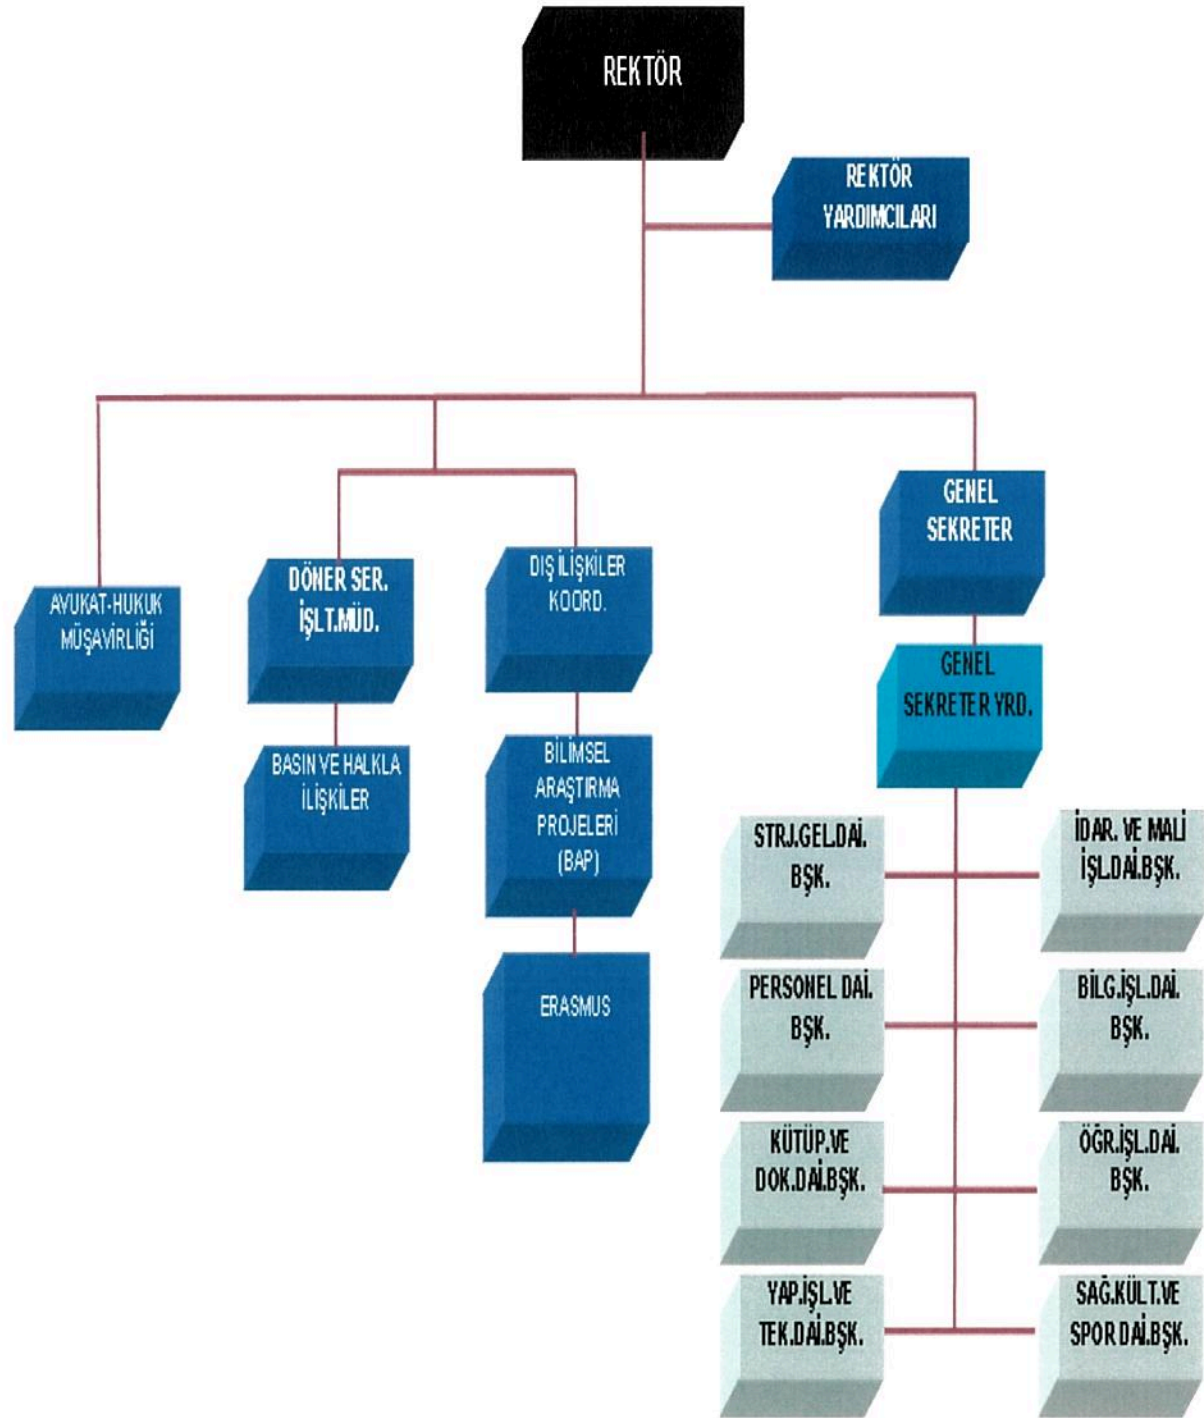 REKTÖR
REKTÖR
YARDIMCILARI
GENEL
SEKRETER
AVUKAT-HUKUK
MÜŞAVİRLİĞİ
DÖNER SER.
İŞLT.MÜD.
DIŞ İLİŞKİLER
KOORD.
GENEL
SEKRETER YRD.
BASIN VE HALKLA
İLİŞKİLER
BİLİMSEL
ARAŞTIRMA
PROJELERİ
(BAP)
ERASMUS
STRJ.GEL.DAİ.
BŞK.
İDAR. VE MALİ
İŞL.DAİ.BŞK.
PERSONEL DAİ.
BŞK.
BİLG.İŞL.DAİ.
BŞK.
KÜTÜP.VE
DOK.DAİ.BŞK.
ÖĞR.İŞL.DAİ.
BŞK.
YAP.İŞL.VE
TEK.DAİ.BŞK.
SAĞ.KÜLT.VE
SPOR DAİ.BŞK.